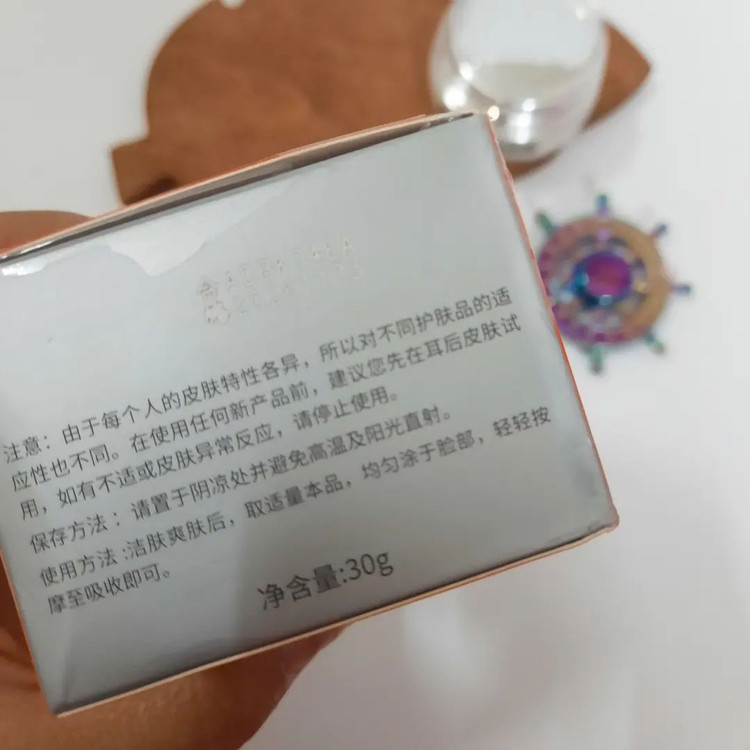 注意：由于每个人的皮肤特性各异，所以对不同护肤品的适
应性也不同。在使用任何新产品前，建议您先在耳后皮肤试
用，如有不适或皮肤异常反应，请停止使用。
保存方法：请置于阴凉处并避免高温及阳光直射。
使用方法:洁肤爽肤后，取适量本品，均匀涂于脸部，轻轻按
摩至吸收即可。
净含量:30g